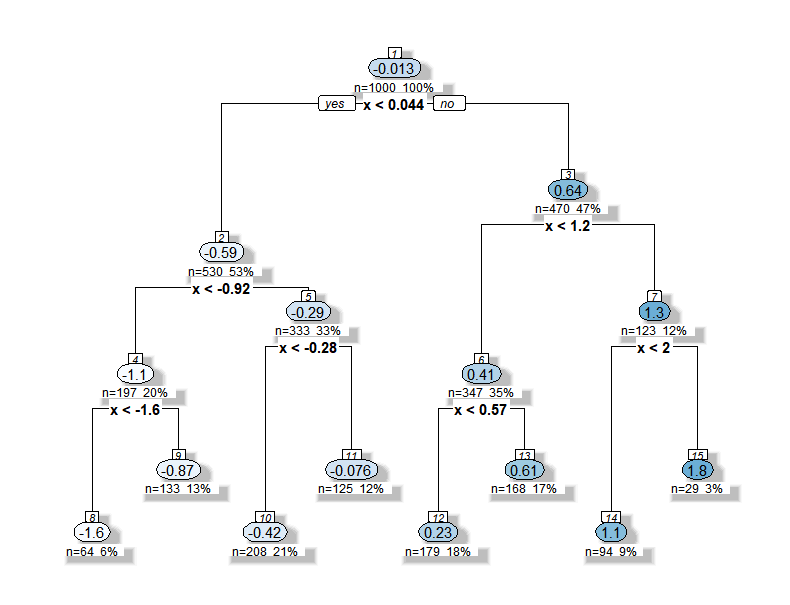 1
-0.013
n=1000 100%
yes x < 0.044 no
3
0.64
n=470 47%
x < 1.2
2
-0.59
n=530 53%
x < -0.92
5
-0.29
n=333 33%
x < -0.28
7
1.3
n=123 12%
x < 2
4
-1.1
n=197 20%
x < -1.6
6
0.41
n=347 35%
x < 0.57
9
-0.87
n=133 13%
11
-0.076
n=125 12%
13
0.61
n=168 17%
15
1.8
n=29 3%
8
-1.6
n=64 6%
10
-0.42
n=208 21%
12
0.23
n=179 18%
14
1.1
n=94 9%